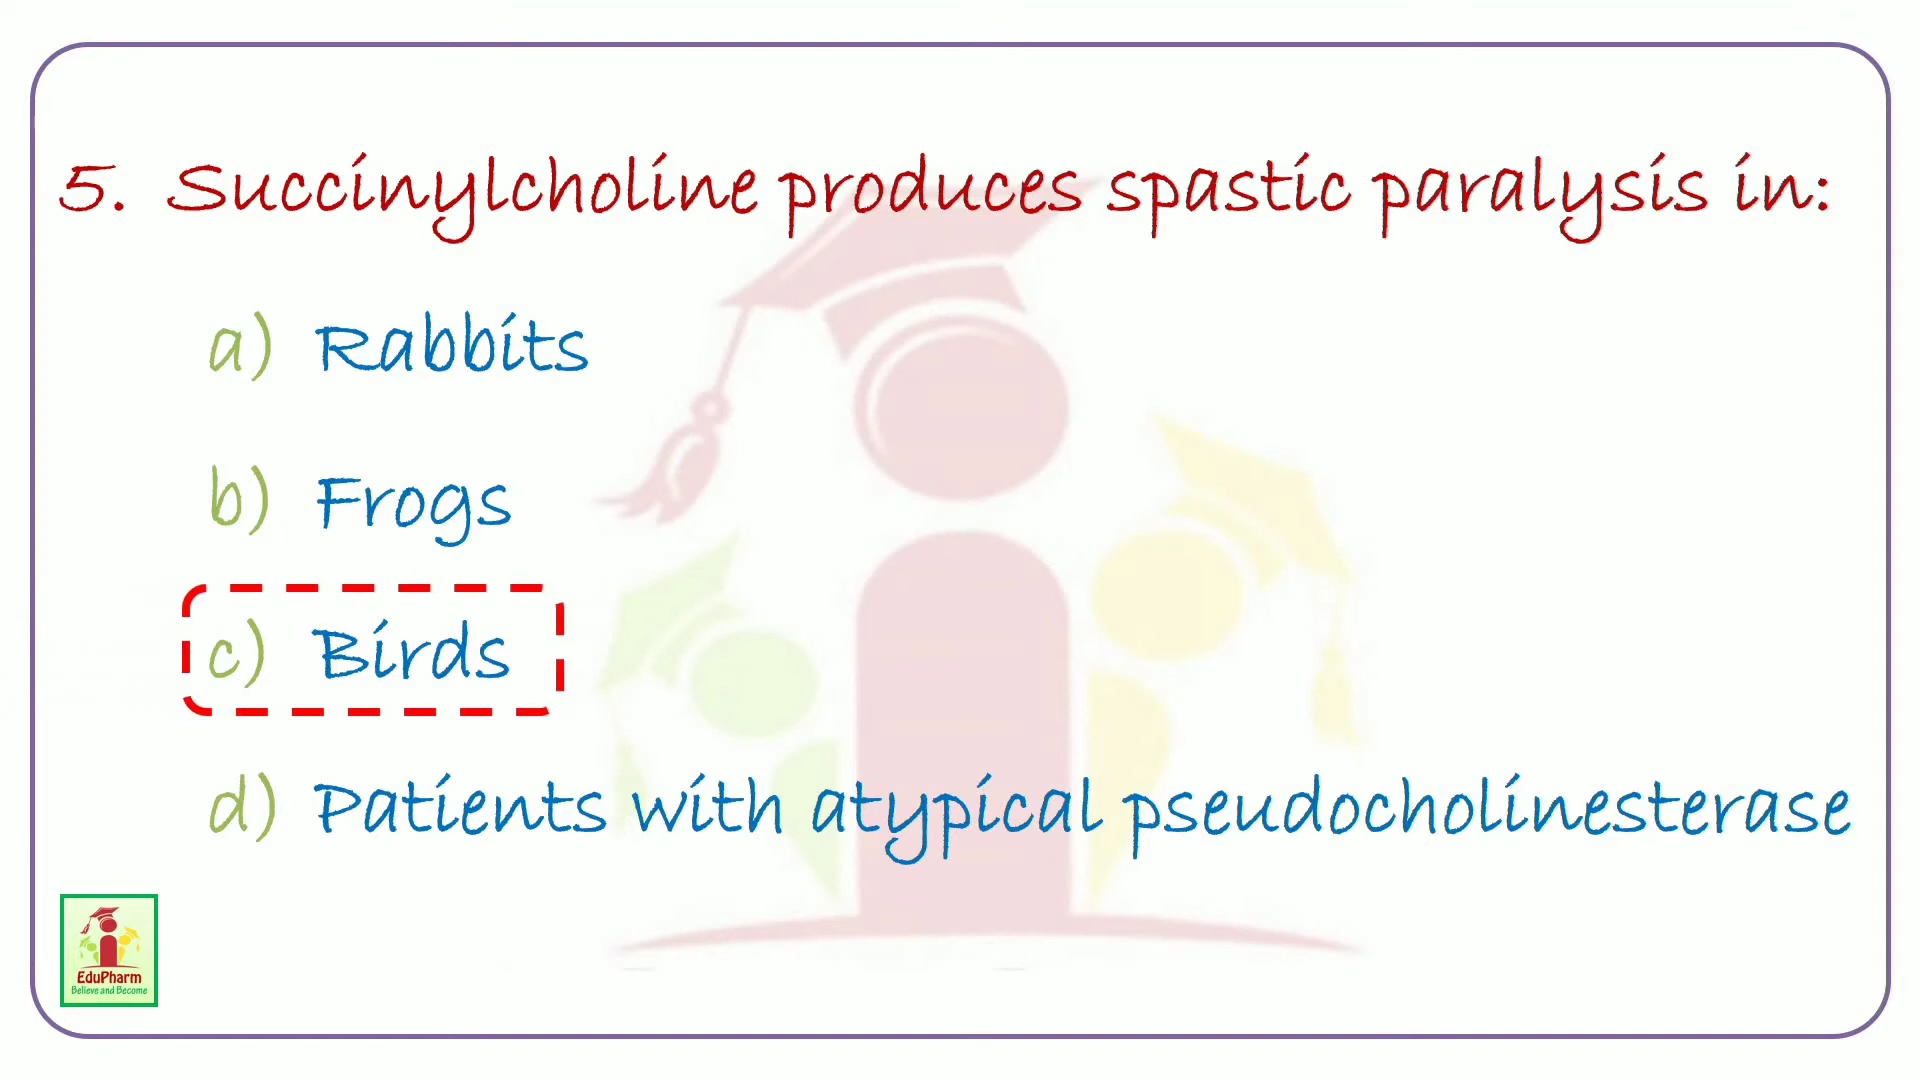 5. Succinylcholine produces spastic paralysis in:
a) Rabbits
b) Frogs
c) Birds
d) Patients with atypical pseudocholinesterase
EduPharm
Believe and Become